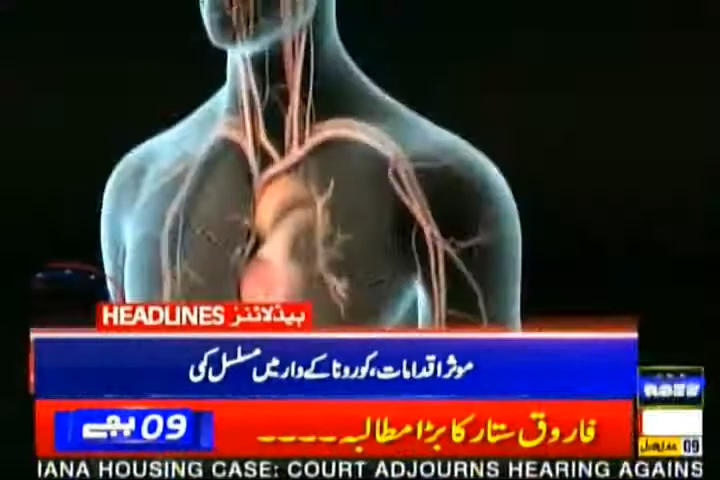 HEADLINES ہیڈلائنز
موثر اقدامات، کورونا کے وار میں مسلسل کمی
فاروق ستار کا بڑا مطالبہ ----
09 بجے
09
IANA HOUSING CASE: COURT ADJOURNS HEARING AGAINS